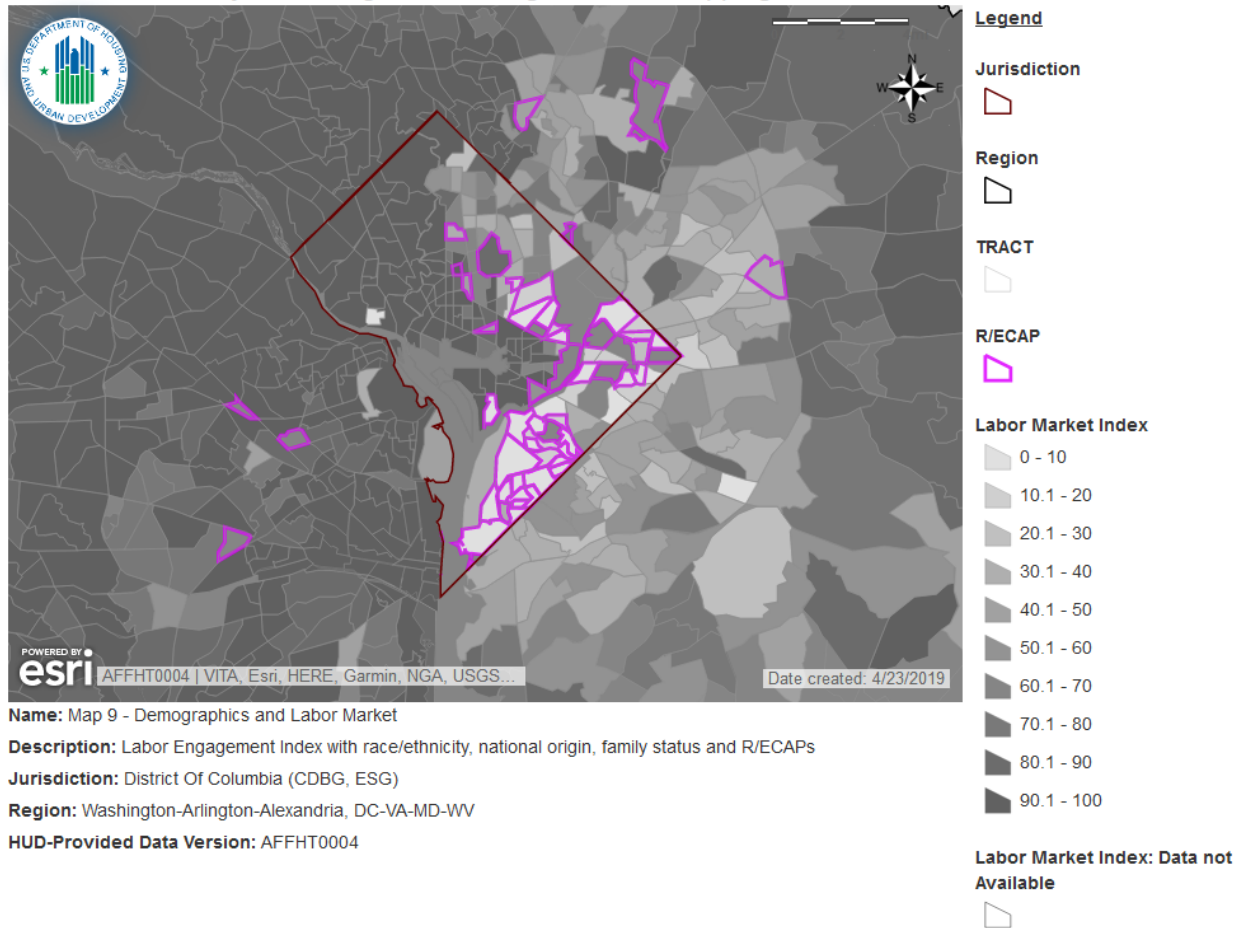 U.S. DEPARTMENT OF HOUSING
AND URBAN DEVELOPMENT
N
W E
S
POWERED BY
esri
AFFHT0004 | VITA, Esri, HERE, Garmin, NGA, USGS...
Date created: 4/23/2019
Name: Map 9 - Demographics and Labor Market
Description: Labor Engagement Index with race/ethnicity, national origin, family status and R/ECAPs
Jurisdiction: District Of Columbia (CDBG, ESG)
Region: Washington-Arlington-Alexandria, DC-VA-MD-WV
HUD-Provided Data Version: AFFHT0004
Legend
Jurisdiction
Region
TRACT
R/ECAP
Labor Market Index
0 - 10
10.1 - 20
20.1 - 30
30.1 - 40
40.1 - 50
50.1 - 60
60.1 - 70
70.1 - 80
80.1 - 90
90.1 - 100
Labor Market Index: Data not
Available